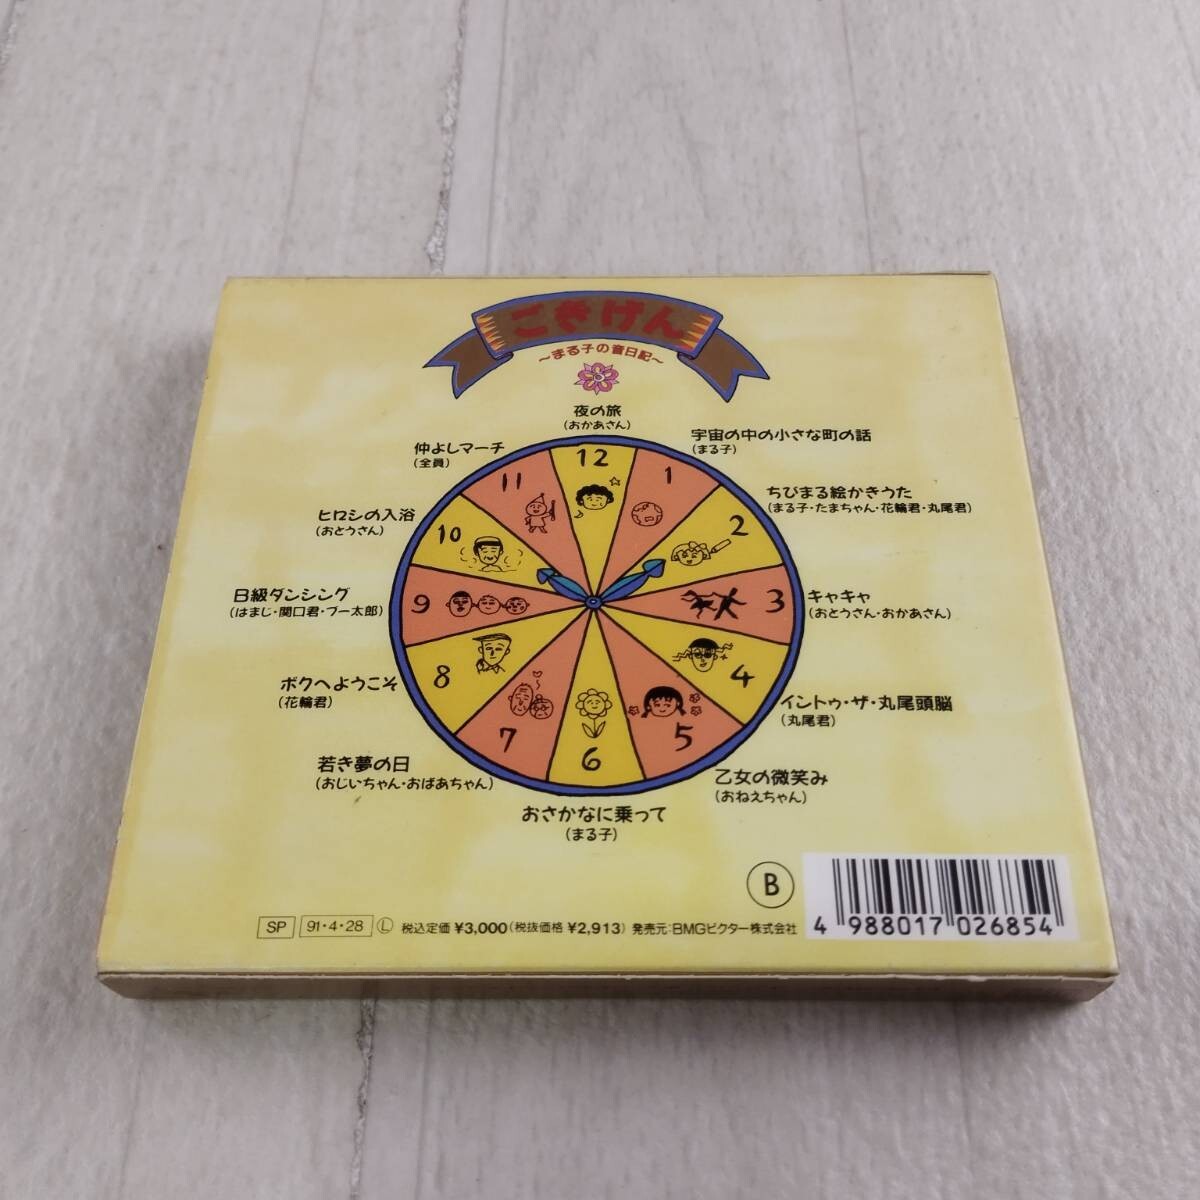 ごきげん
〜まる子の音日記〜
夜の旅
(おかあさん)
宇宙の中の小さな町の話
(まる子)
ちびまる絵かきうた
(まる子・たまちゃん・花輪君・丸尾君)
キャキャ
(おとうさん・おかあさん)
イントゥ・ザ・丸尾頭脳
(丸尾君)
乙女の微笑み
(おねえちゃん)
おさかなに乗って
(まる子)
若き夢の日
(おじいちゃん・おばあちゃん)
ボクへようこそ
(花輪君)
B級ダンシング
(はまじ・関口君・ブー太郎)
ヒロシの入浴
(おとうさん)
仲よしマーチ
(全員)
12
1
2
3
4
5
6
7
8
9
10
11
B
SP 91・4・28 L 税込定価 ¥3,000(税抜価格 ¥2,913) 発売元:BMGビクター株式会社
4 988017 026854